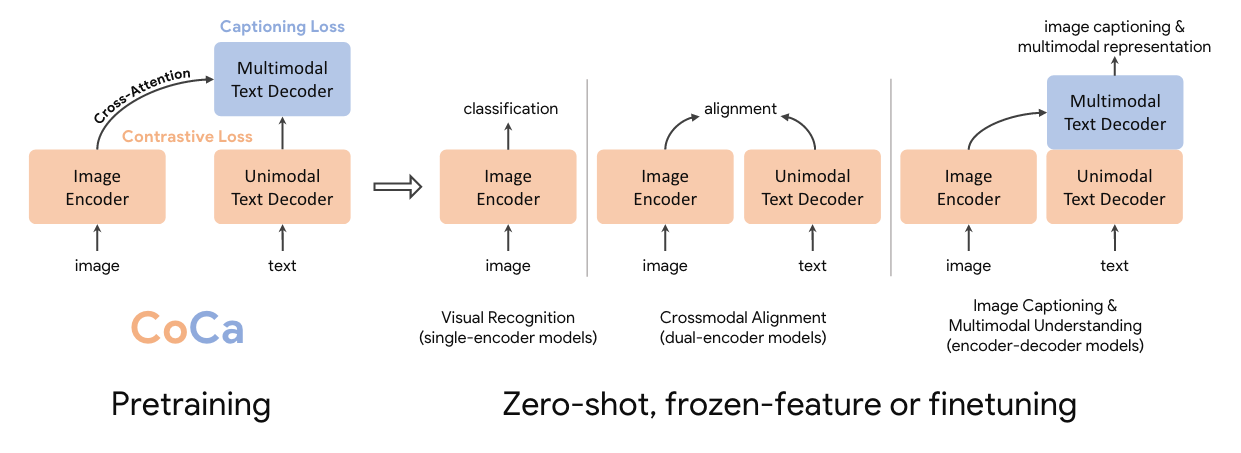 Captioning Loss
Multimodal
Text Decoder
Cross-Attention
Contrastive Loss
Image
Encoder
Unimodal
Text Decoder
image
text
CoCa
Pretraining
classification
Image
Encoder
image
Visual Recognition
(single-encoder models)
alignment
Image
Encoder
Unimodal
Text Decoder
image
text
Crossmodal Alignment
(dual-encoder models)
image captioning &
multimodal representation
Multimodal
Text Decoder
Image
Encoder
Unimodal
Text Decoder
image
text
Image Captioning &
Multimodal Understanding
(encoder-decoder models)
Zero-shot, frozen-feature or finetuning